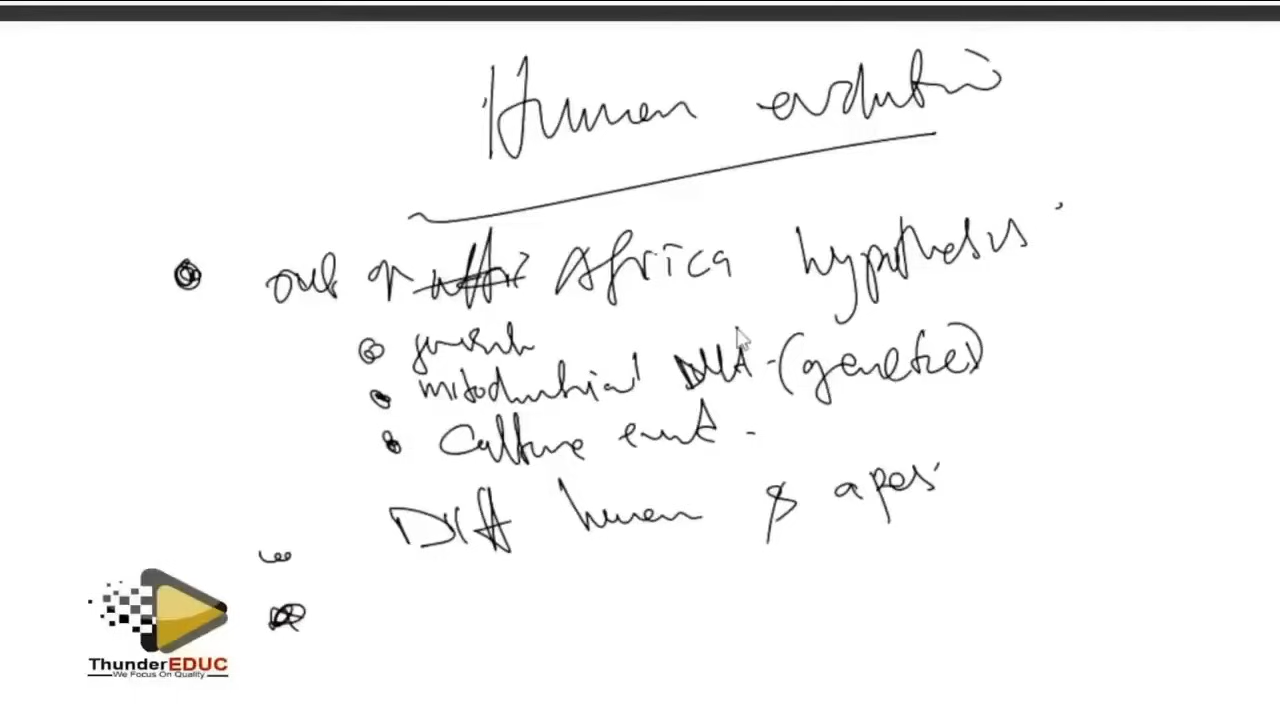 Human evolution
out of Africa hypothesis
mitochondrial DNA - (genetics)
Culture
Diff human & apes
ThunderEDUC
We Focus On Quality